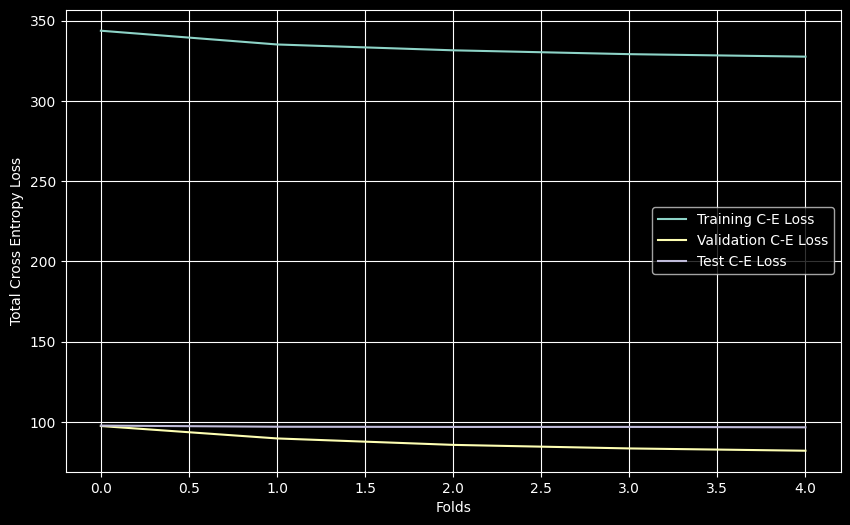 350
300
250
200
150
100
Total Cross Entropy Loss
Training C-E Loss
Validation C-E Loss
Test C-E Loss
0.0 0.5 1.0 1.5 2.0 2.5 3.0 3.5 4.0
Folds